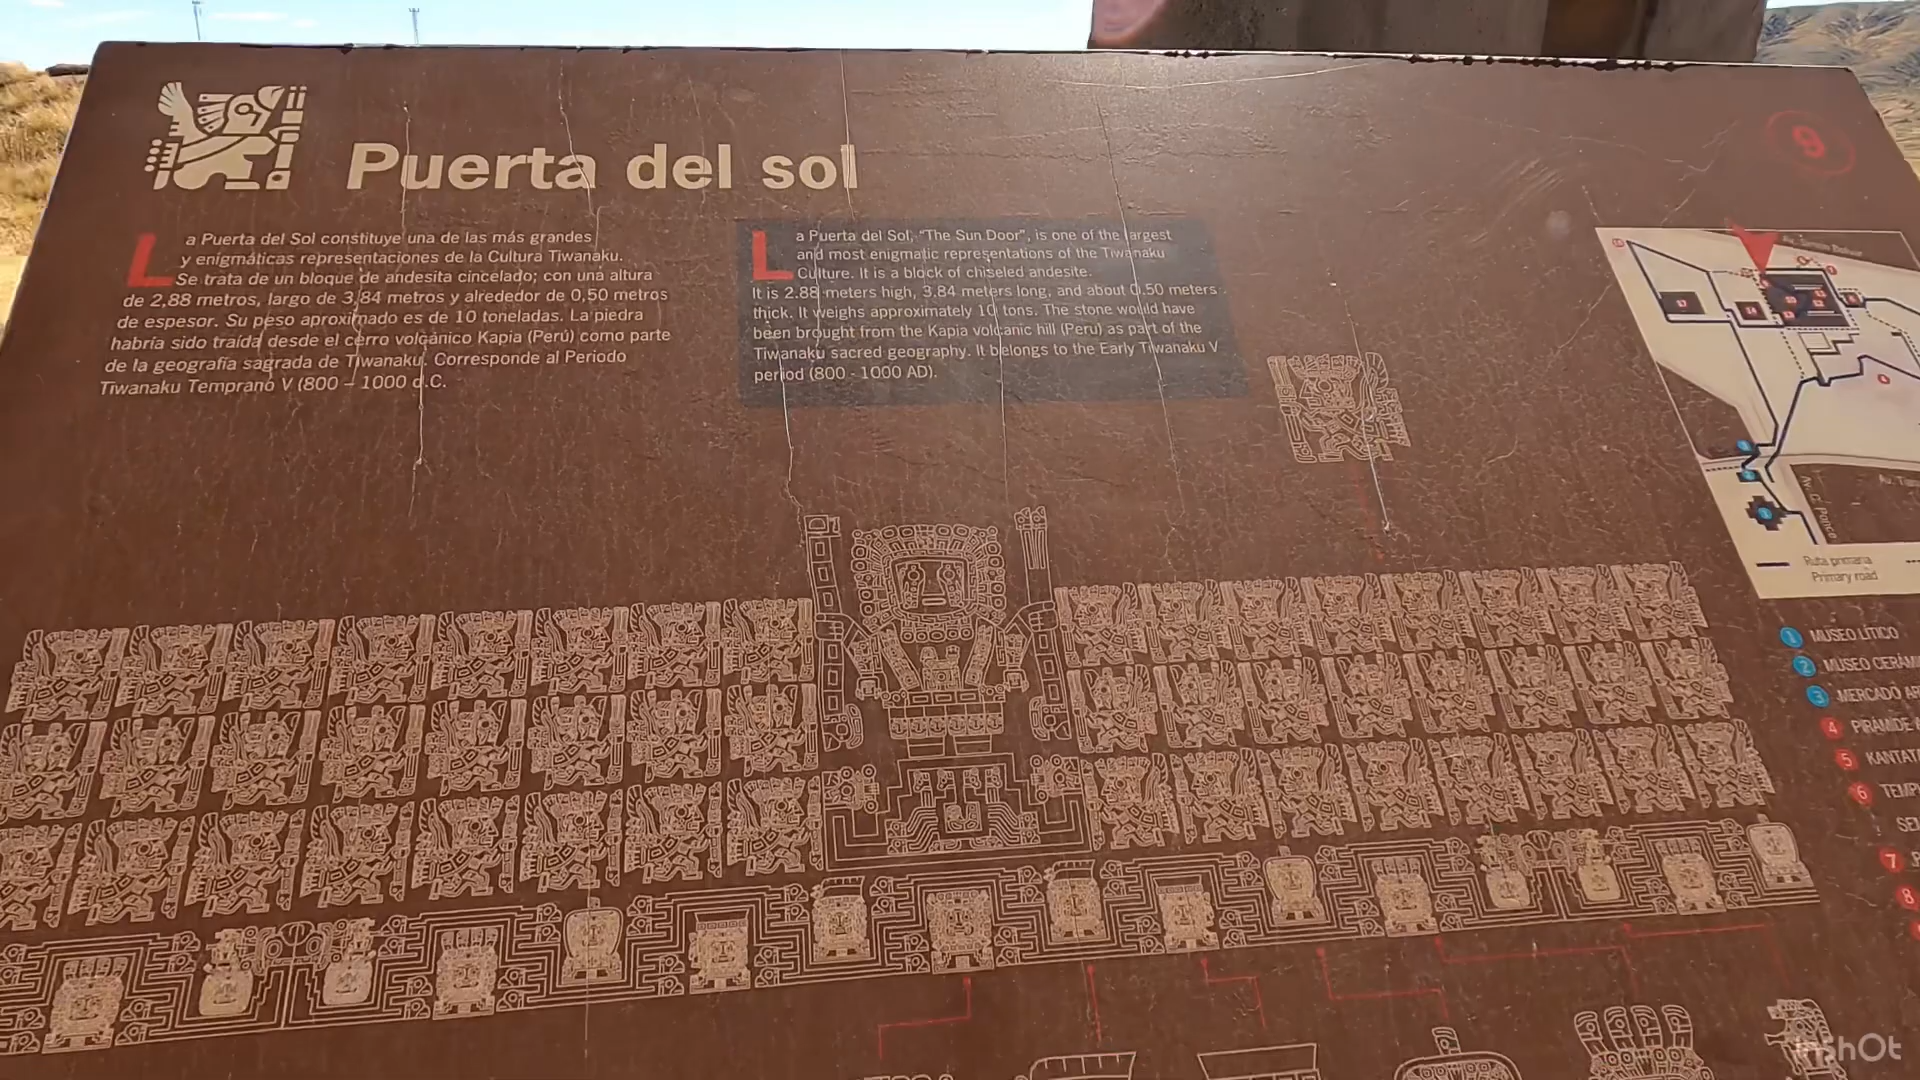 Puerta del sol
9
La Puerta del Sol constituye una de las más grandes
y enigmáticas representaciones de la Cultura Tiwanaku.
Se trata de un bloque de andesita cincelado; con una altura
de 2,88 metros, largo de 3,84 metros y alrededor de 0,50 metros
de espesor. Su peso aproximado es de 10 toneladas. La piedra
habría sido traída desde el cerro volcánico Kapia (Perú) como parte
de la geografía sagrada de Tiwanaku. Corresponde al Periodo
Tiwanaku Temprano V (800 – 1000 d.C.
La Puerta del Sol, “The Sun Door”, is one of the largest
and most enigmatic representations of the Tiwanaku
Culture. It is a block of chiseled andesite.
It is 2.88 meters high, 3.84 meters long, and about 0.50 meters
thick. It weighs approximately 10 tons. The stone would have
been brought from the Kapia volcanic hill (Peru) as part of the
Tiwanaku sacred geography. It belongs to the Early Tiwanaku V
period (800 - 1000 AD).
Av. G. Ponce
Ruta primaria
Primary road
1 MUSEO LÍTICO
2 MUSEO
3 MERCADO
4 PIRÁMIDE
5
6
7
8
InShOt